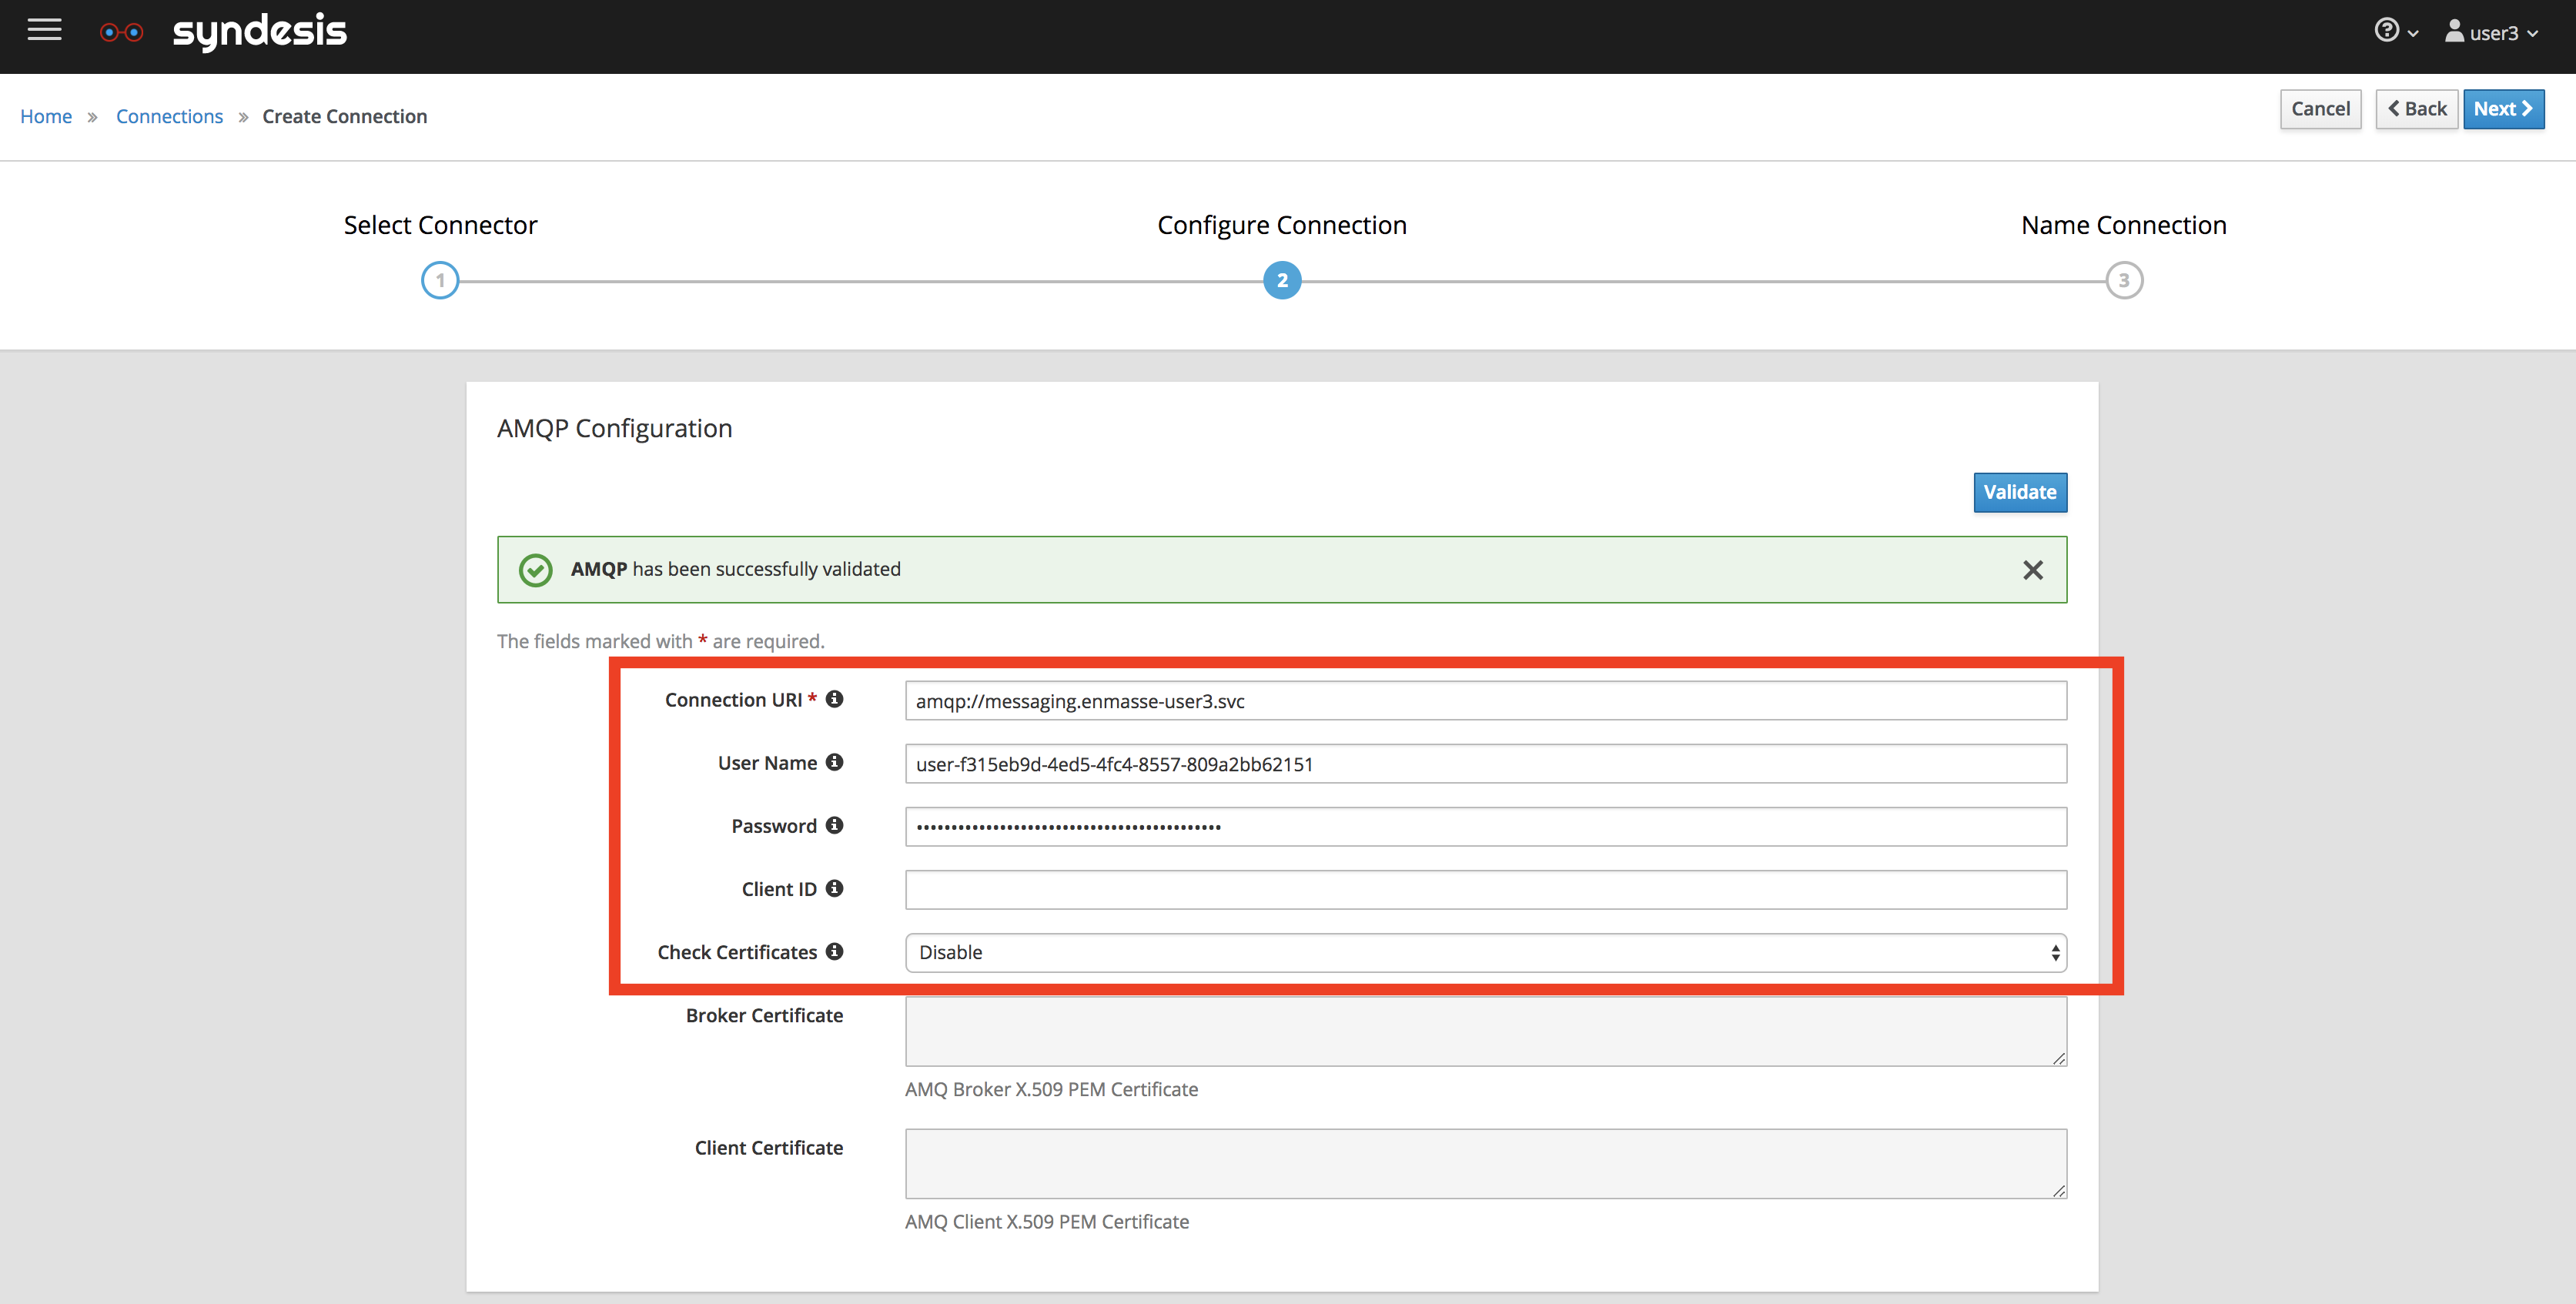 syndesis
user3
Home » Connections » Create Connection
Cancel Back Next
Select Connector Configure Connection Name Connection
1 2 3
AMQP Configuration
Validate
AMQP has been successfully validated
The fields marked with * are required.
Connection URI * amqp://messaging.enmasse-user3.svc
User Name user-f315eb9d-4ed5-4fc4-8557-809a2bb62151
Password
Client ID
Check Certificates Disable
Broker Certificate
AMQ Broker X.509 PEM Certificate
Client Certificate
AMQ Client X.509 PEM Certificate